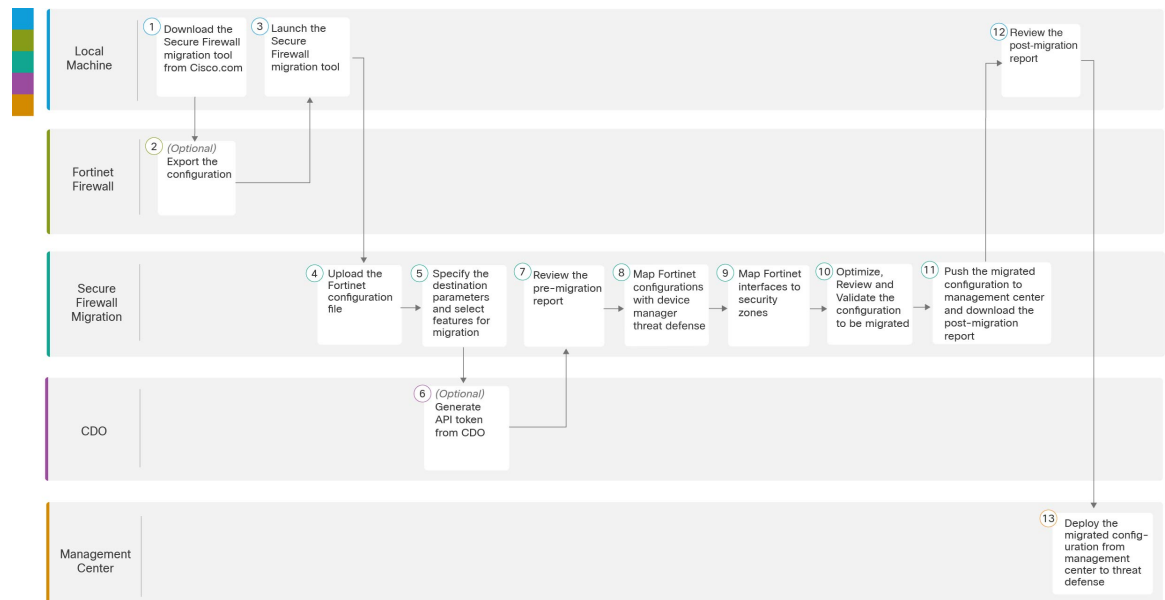 Local
Machine
1
Download the
Secure Firewall
migration tool
from Cisco.com
3
Launch the
Secure
Firewall
migration tool
12
Review the
post-migration
report
Fortinet
Firewall
2
(Optional)
Export the
configuration
Secure
Firewall
Migration
4
Upload the
Fortinet
configuration
file
5
Specify the
destination
parameters
and select
features for
migration
7
Review the
pre-migration
report
8
Map Fortinet
configurations
with device
manager
threat defense
9
Map Fortinet
interfaces to
security
zones
10
Optimize,
Review and
Validate the
configuration
to be migrated
11
Push the migrated
configuration to
management center
and download the
post-migration
report
CDO
6
(Optional)
Generate
API token
from CDO
Management
Center
13
Deploy the
migrated config-
uration from
management
center to threat
defense